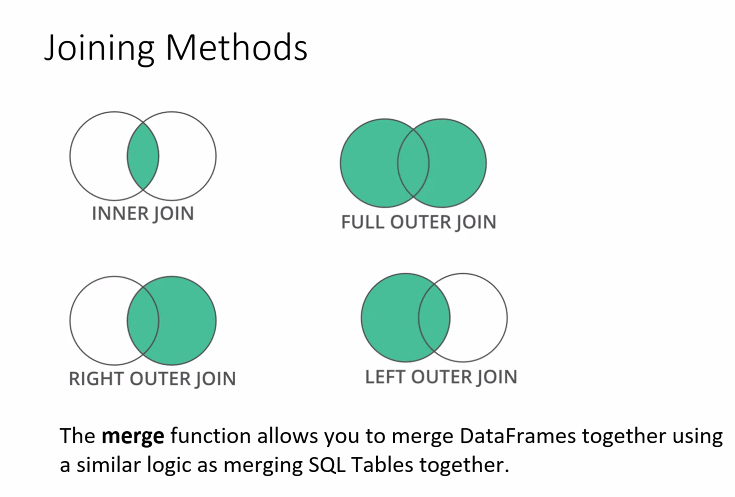 Joining Methods
INNER JOIN
FULL OUTER JOIN
RIGHT OUTER JOIN
LEFT OUTER JOIN
The merge function allows you to merge DataFrames together using
a similar logic as merging SQL Tables together.